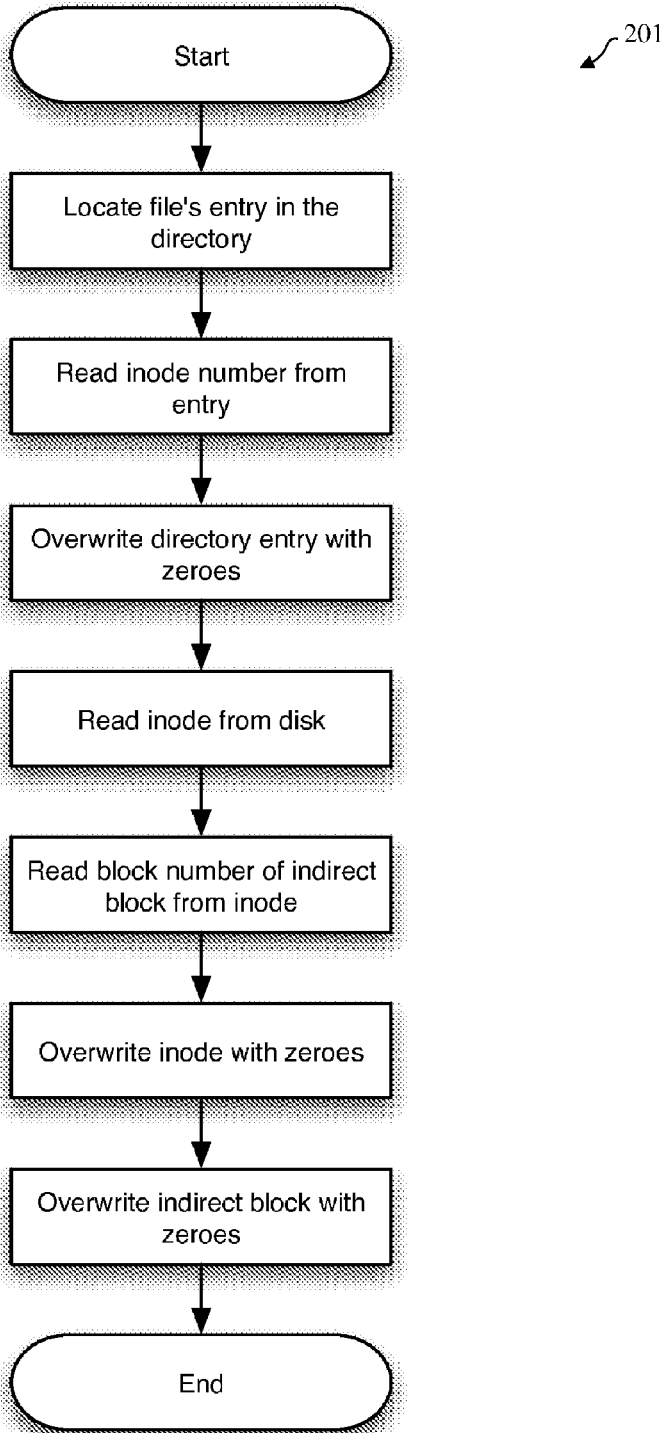 Start
201
Locate file's entry in the
directory
Read inode number from
entry
Overwrite directory entry with
zeroes
Read inode from disk
Read block number of indirect
block from inode
Overwrite inode with zeroes
Overwrite indirect block with
zeroes
End